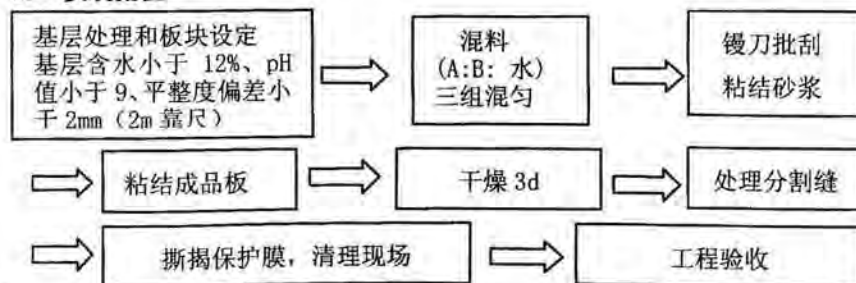 基层处理和板块设定
基层含水小于 12%、pH
值小于 9、平整度偏差小
于 2mm（2m 靠尺）
混料
(A:B: 水)
三组混匀
镘刀批刮
粘结砂浆
粘结成品板
干燥 3d
处理分割缝
撕揭保护膜，清理现场
工程验收